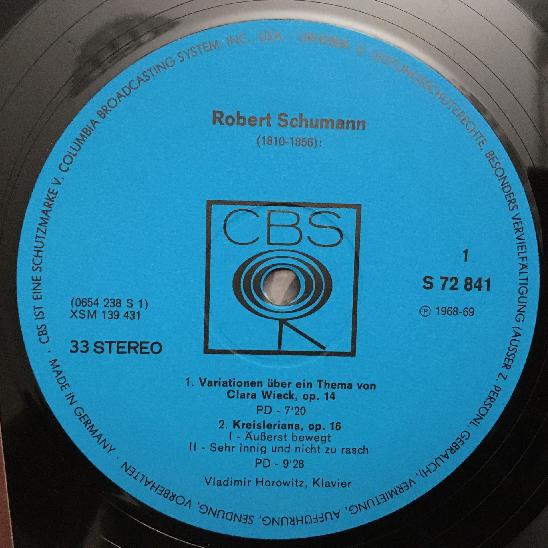 Robert Schumann
(1810-1856):
CBS
1
S 72 841
(0654 238 S 1)
XSM 139 431
℗ 1968-69
33 STEREO
1. Variationen über ein Thema von
Clara Wieck, op. 14
PD - 7'20
2. Kreisleriana, op. 16
I - Äußerst bewegt
II - Sehr innig und nicht zu rasch
PD - 9'28
Vladimir Horowitz, Klavier
· CBS IST EINE SCHUTZMARKE V. COLUMBIA BROADCASTING SYSTEM, INC., USA. · URHEBER- U. LEISTUNGSSCHUTZRECHTE, BESONDERS VERVIELFÄLTIGUNG (AUSSER Z. PERSÖNL. GEBRAUCH), VERMIETUNG, AUFFÜHRUNG, SENDUNG, VORBEHALTEN · MADE IN GERMANY